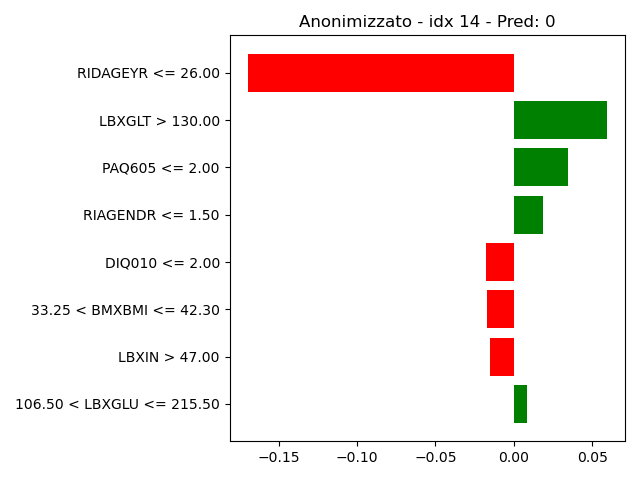 Anonimizzato - idx 14 - Pred: 0
RIDAGEYR <= 26.00
LBXGLT > 130.00
PAQ605 <= 2.00
RIAGENDR <= 1.50
DIQ010 <= 2.00
33.25 < BMXBMI <= 42.30
LBXIN > 47.00
106.50 < LBXGLU <= 215.50
−0.15 −0.10 −0.05 0.00 0.05